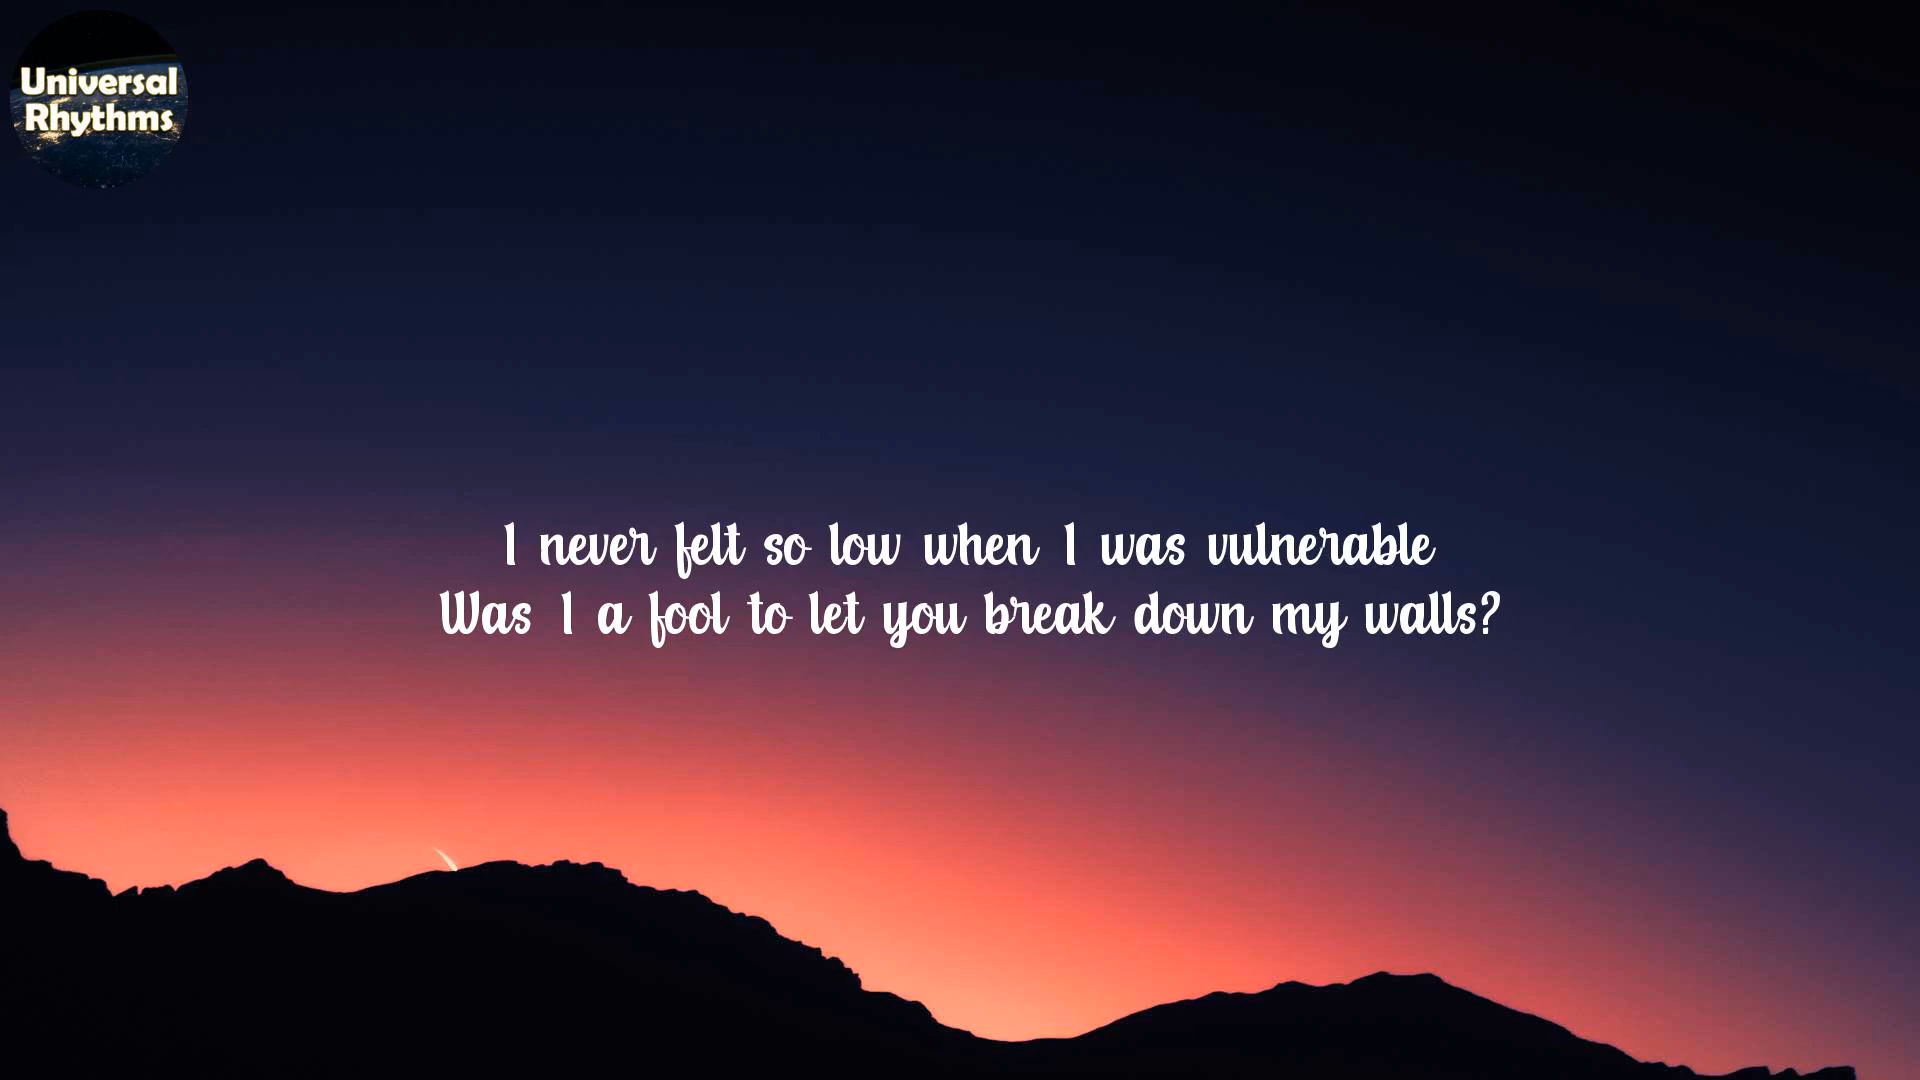 Universal
Rhythms
I never felt so low when I was vulnerable
Was I a fool to let you break down my walls?